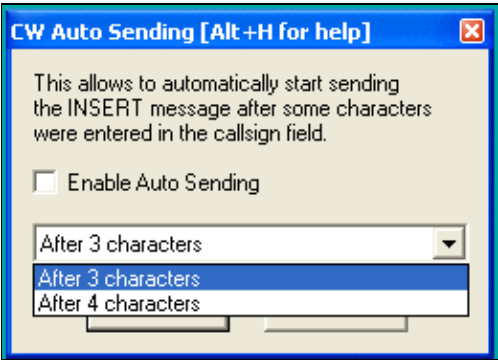 CW Auto Sending [Alt+H for help]
This allows to automatically start sending
the INSERT message after some characters
were entered in the callsign field.
Enable Auto Sending
After 3 characters
After 3 characters
After 4 characters